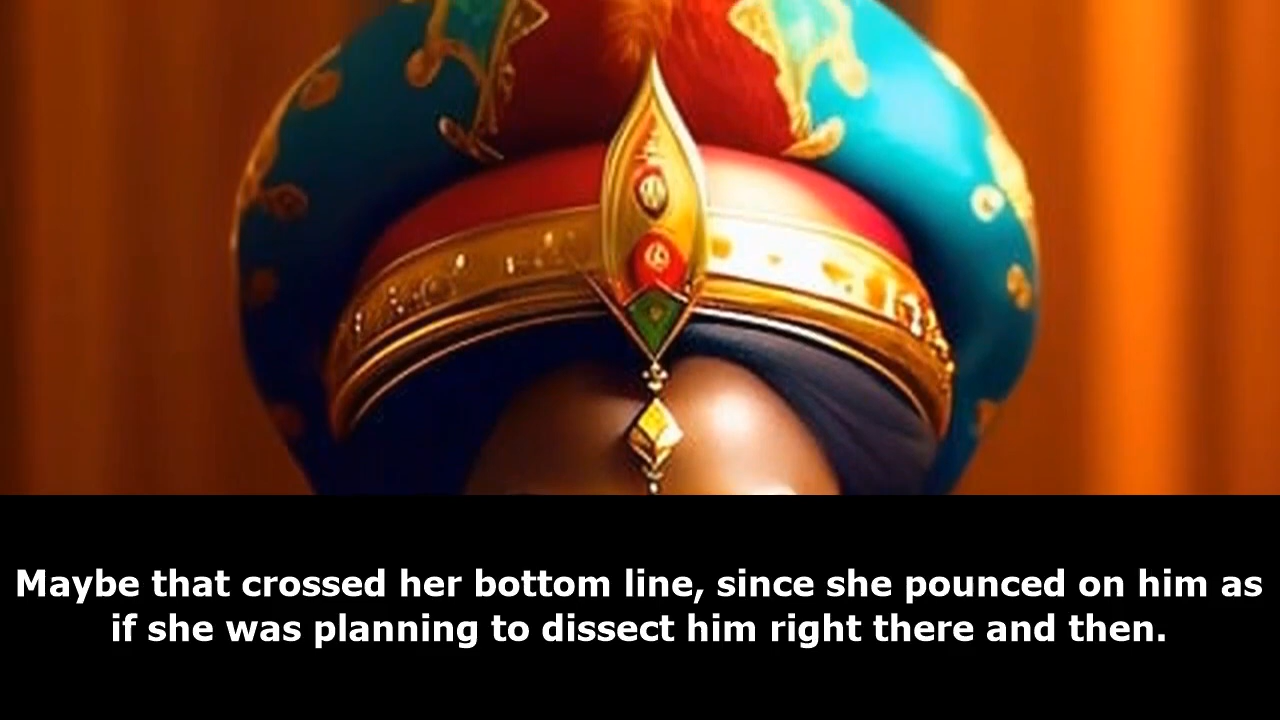 Maybe that crossed her bottom line, since she pounced on him as
if she was planning to dissect him right there and then.